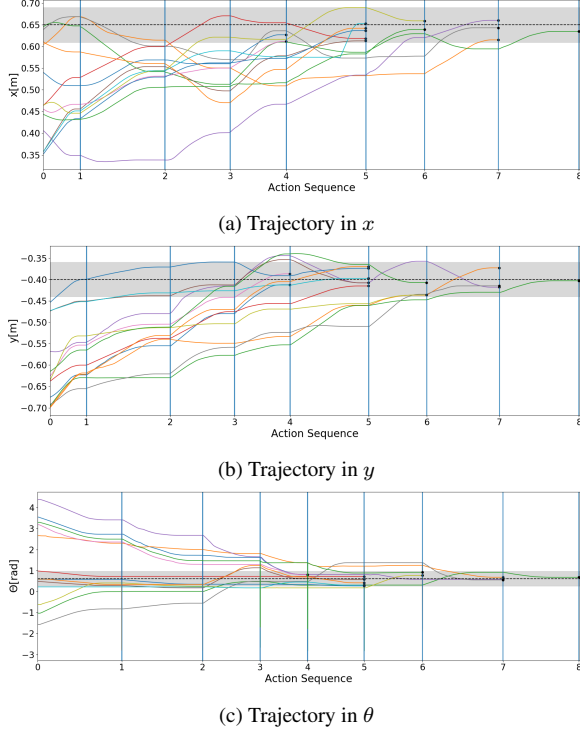 0.70
0.65
0.60
0.55
0.50
0.45
0.40
0.35
x[m]
0 1 2 3 4 5 6 7 8
Action Sequence
(a) Trajectory in x
−0.35
−0.40
−0.45
−0.50
−0.55
−0.60
−0.65
−0.70
y[m]
0 1 2 3 4 5 6 7 8
Action Sequence
(b) Trajectory in y
4
3
2
1
0
−1
−2
−3
Θ[rad]
0 1 2 3 4 5 6 7 8
Action Sequence
(c) Trajectory in θ